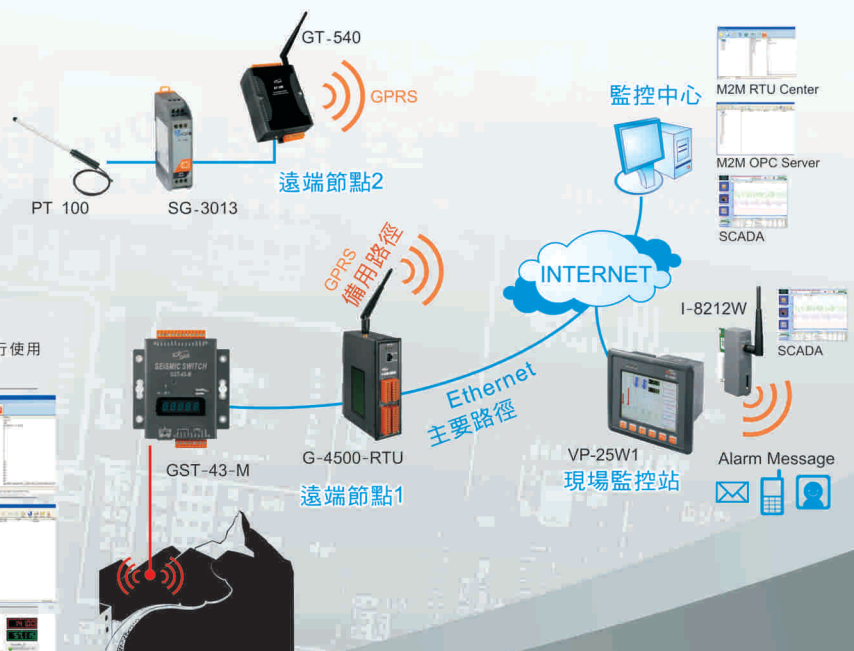 GT-540
GPRS
PT 100
SG-3013
遠端節點2
監控中心
M2M RTU Center
M2M OPC Server
SCADA
INTERNET
GPRS
備用路徑
行使用
SEISMIC SWITCH
GST-43-M
GST-43-M
G-4500-RTU
遠端節點1
Ethernet
主要路徑
I-8212W
SCADA
VP-25W1
現場監控站
Alarm Message